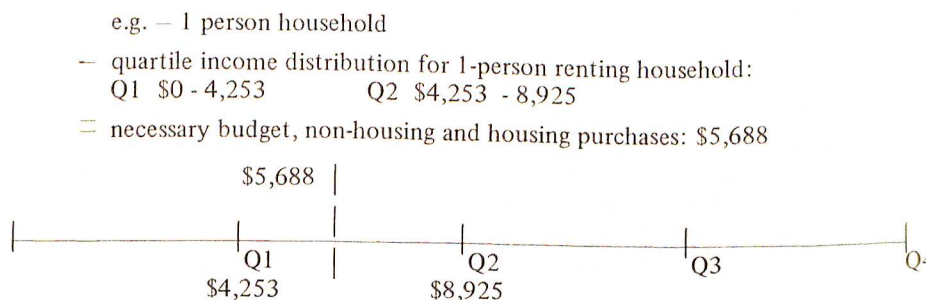 e.g. – 1 person household
– quartile income distribution for 1-person renting household:
Q1 $0 - 4,253 Q2 $4,253 - 8,925
= necessary budget, non-housing and housing purchases: $5,688
$5,688
Q1 Q2 Q3
$4,253 $8,925